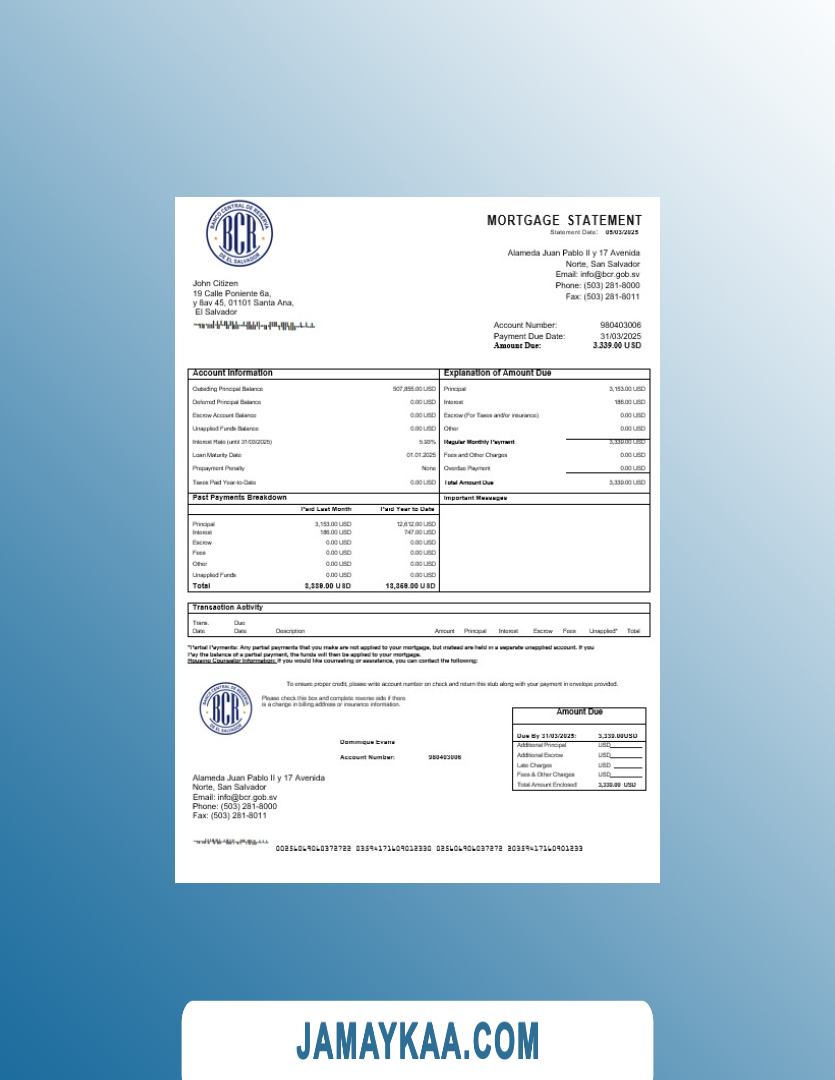 BANCO CENTRAL DE RESERVA
BCR
DE EL SALVADOR
MORTGAGE STATEMENT
Statement Date: 05/03/2025
Alameda Juan Pablo II y 17 Avenida
Norte, San Salvador
Email: info@bcr.gob.sv
Phone: (503) 281-8000
Fax: (503) 281-8011
John Citizen
19 Calle Poniente 6a,
y 8av 45, 01101 Santa Ana,
El Salvador
Account Number: 980403006
Payment Due Date: 31/03/2025
Amount Due: 3.339.00 USD
Account Information
Outsding Principal Balance 507,855.00 USD
Deferred Principal Balance 0.00 USD
Escrow Account Balance 0.00 USD
Unapplied Funds Balance 0.00 USD
Interest Rate (until 31/03/2025) 5.93%
Loan Maturity Date 01.01.2025
Prepayment Penalty None
Taxes Paid Year-to-Date 0.00 USD
Explanation of Amount Due
Principal 3,153.00 USD
Interest 186.00 USD
Escrow (For Taxes and/or insurance) 0.00 USD
Other 0.00 USD
Regular Monthly Payment 3,339.00 USD
Fees and Other Charges 0.00 USD
Overdue Payment 0.00 USD
Total Amount Due 3,339.00 USD
Past Payments Breakdown
Paid Last Month Paid Year to Date
Principal 3,153.00 USD 12,612.00 USD
Interest 186.00 USD 747.00 USD
Escrow 0.00 USD 0.00 USD
Fees 0.00 USD 0.00 USD
Other 0.00 USD 0.00 USD
Unapplied Funds 0.00 USD 0.00 USD
Total 3,339.00 USD 13,359.00 USD
Important Messages
Transaction Activity
Trans. Due
Date Date Description Amount Principal Interest Escrow Fees Unapplied* Total
*Partial Payments: Any partial payments that you make are not applied to your mortgage, but instead are held in a separate unapplied account. If you
Pay the balance of a partial payment, the funds will then be applied to your mortgage.
Housing Counselor Information: if you would like counseling or assistance, you can contact the following:
To ensure proper credit, please write account number on check and return this stub along with your payment in envelope provided.
BANCO CENTRAL DE RESERVA
BCR
DE EL SALVADOR
Please check this box and complete reverse side if there
is a change in billing address or insurance information.
Dominique Evans
Account Number: 980403006
Amount Due
Due By 31/03/2025: 3,339.00USD
Additional Principal USD
Additional Escrow USD
Late Charges USD
Fees & Other Charges USD
Total Amount Enclosed 3,339.00 USD
Alameda Juan Pablo II y 17 Avenida
Norte, San Salvador
Email: info@bcr.gob.sv
Phone: (503) 281-8000
Fax: (503) 281-8011
JAMAYKAA.COM